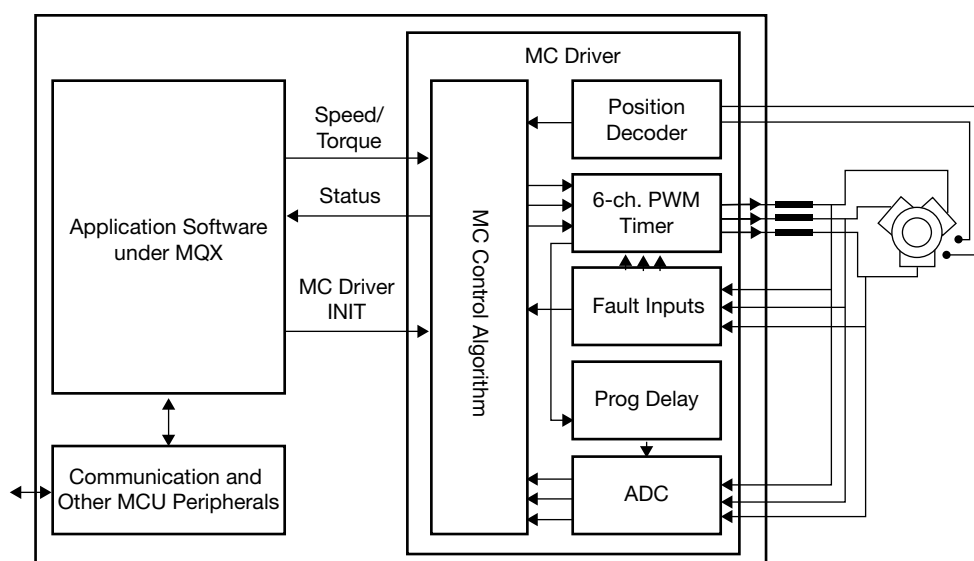 MC Driver
Application Software
under MQX
Speed/
Torque
Status
MC Driver
INIT
MC Control Algorithm
Position
Decoder
6-ch. PWM
Timer
Fault Inputs
Prog Delay
ADC
Communication and
Other MCU Peripherals